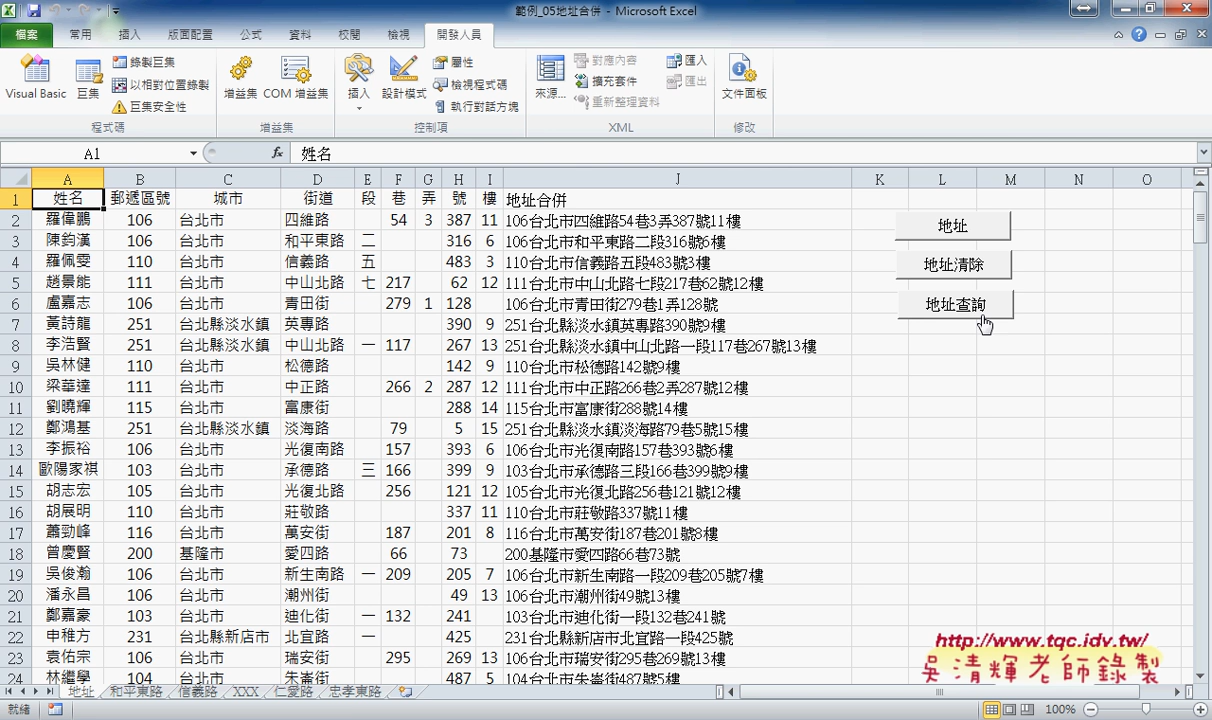 範例_05地址合併 - Microsoft Excel
檔案 常用 插入 版面配置 公式 資料 校閱 檢視 開發人員
Visual Basic 巨集 錄製巨集 以相對位置錄製 巨集安全性 程式碼
增益集 COM 增益集 增益集
插入 設計模式 屬性 檢視程式碼 執行對話方塊 控制項
來源... 對應內容 擴充套件 重新整理資料 匯入 匯出 XML
文件面板 修改
A1 fx 姓名
A B C D E F G H I J K L M N O
1 姓名 郵遞區號 城市 街道 段 巷 弄 號 樓 地址合併
2 羅偉鵬 106 台北市 四維路 54 3 387 11 106台北市四維路54巷3弄387號11樓
3 陳鈞漢 106 台北市 和平東路 二 316 6 106台北市和平東路二段316號6樓
4 羅佩雯 110 台北市 信義路 五 483 3 110台北市信義路五段483號3樓
5 趙景能 111 台北市 中山北路 七 217 62 12 111台北市中山北路七段217巷62號12樓
6 盧嘉志 106 台北市 青田街 279 1 128 106台北市青田街279巷1弄128號
7 黃詩龍 251 台北縣淡水鎮 英專路 390 9 251台北縣淡水鎮英專路390號9樓
8 李浩賢 251 台北縣淡水鎮 中山北路 一 117 267 13 251台北縣淡水鎮中山北路一段117巷267號13樓
9 吳林健 110 台北市 松德路 142 9 110台北市松德路142號9樓
10 梁華達 111 台北市 中正路 266 2 287 12 111台北市中正路266巷2弄287號12樓
11 劉曉輝 115 台北市 富康街 288 14 115台北市富康街288號14樓
12 鄭鴻基 251 台北縣淡水鎮 淡海路 79 5 15 251台北縣淡水鎮淡海路79巷5號15樓
13 李振裕 106 台北市 光復南路 157 393 6 106台北市光復南路157巷393號6樓
14 歐陽家祺 103 台北市 承德路 三 166 399 9 103台北市承德路三段166巷399號9樓
15 胡志宏 105 台北市 光復北路 256 121 12 105台北市光復北路256巷121號12樓
16 胡展明 110 台北市 莊敬路 337 11 110台北市莊敬路337號11樓
17 蕭勁峰 116 台北市 萬安街 187 201 8 116台北市萬安街187巷201號8樓
18 曾慶賢 200 基隆市 愛四路 66 73 200基隆市愛四路66巷73號
19 吳俊瀚 106 台北市 新生南路 一 209 205 7 106台北市新生南路一段209巷205號7樓
20 潘永昌 106 台北市 潮州街 49 13 106台北市潮州街49號13樓
21 鄭嘉豪 103 台北市 迪化街 一 132 241 103台北市迪化街一段132巷241號
22 申稚方 231 台北縣新店市 北宜路 一 425 231台北縣新店市北宜路一段425號
23 袁佑宗 106 台北市 瑞安街 295 269 13 106台北市瑞安街295巷269號13樓
24 林繼學 104 台北市 朱崙街 487 5 104台北市朱崙街487號5樓
地址
地址清除
地址查詢
http://www.tqc.idv.tw/
吳清輝老師錄製
地址 和平東路 信義路 XXX 仁愛路 忠孝東路
就緒 100%